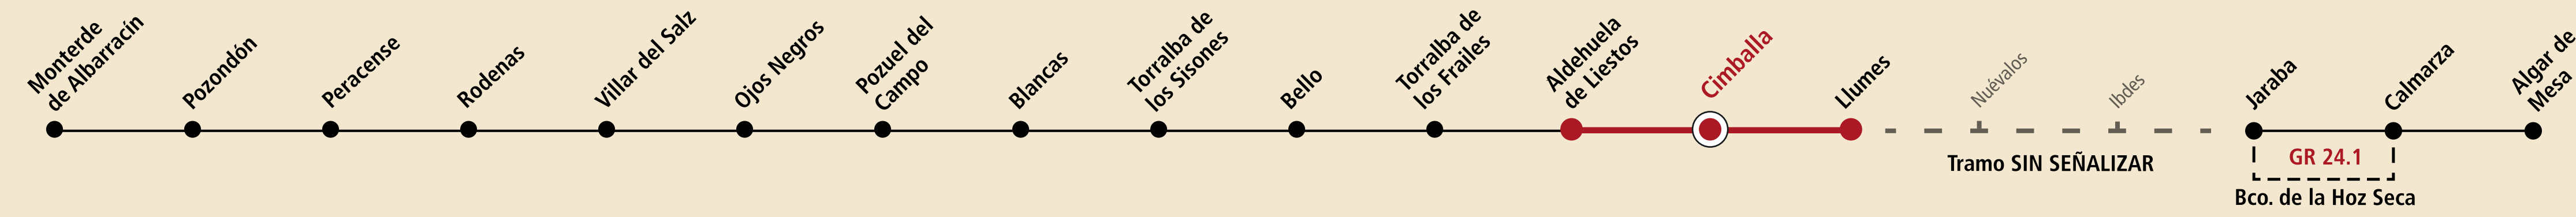 Monterde
de Albarracín
Pozondón
Peracense
Rodenas
Villar del Salz
Ojos Negros
Pozuel del
Campo
Blancas
Torralba de
los Sisones
Bello
Torralba de
los Frailes
Aldehuela
de Liestos
Cimballa
Llumes
Nuévalos
Ibdes
Jaraba
Calmarza
Algar de
Mesa
Tramo SIN SEÑALIZAR
GR 24.1
Bco. de la Hoz Seca